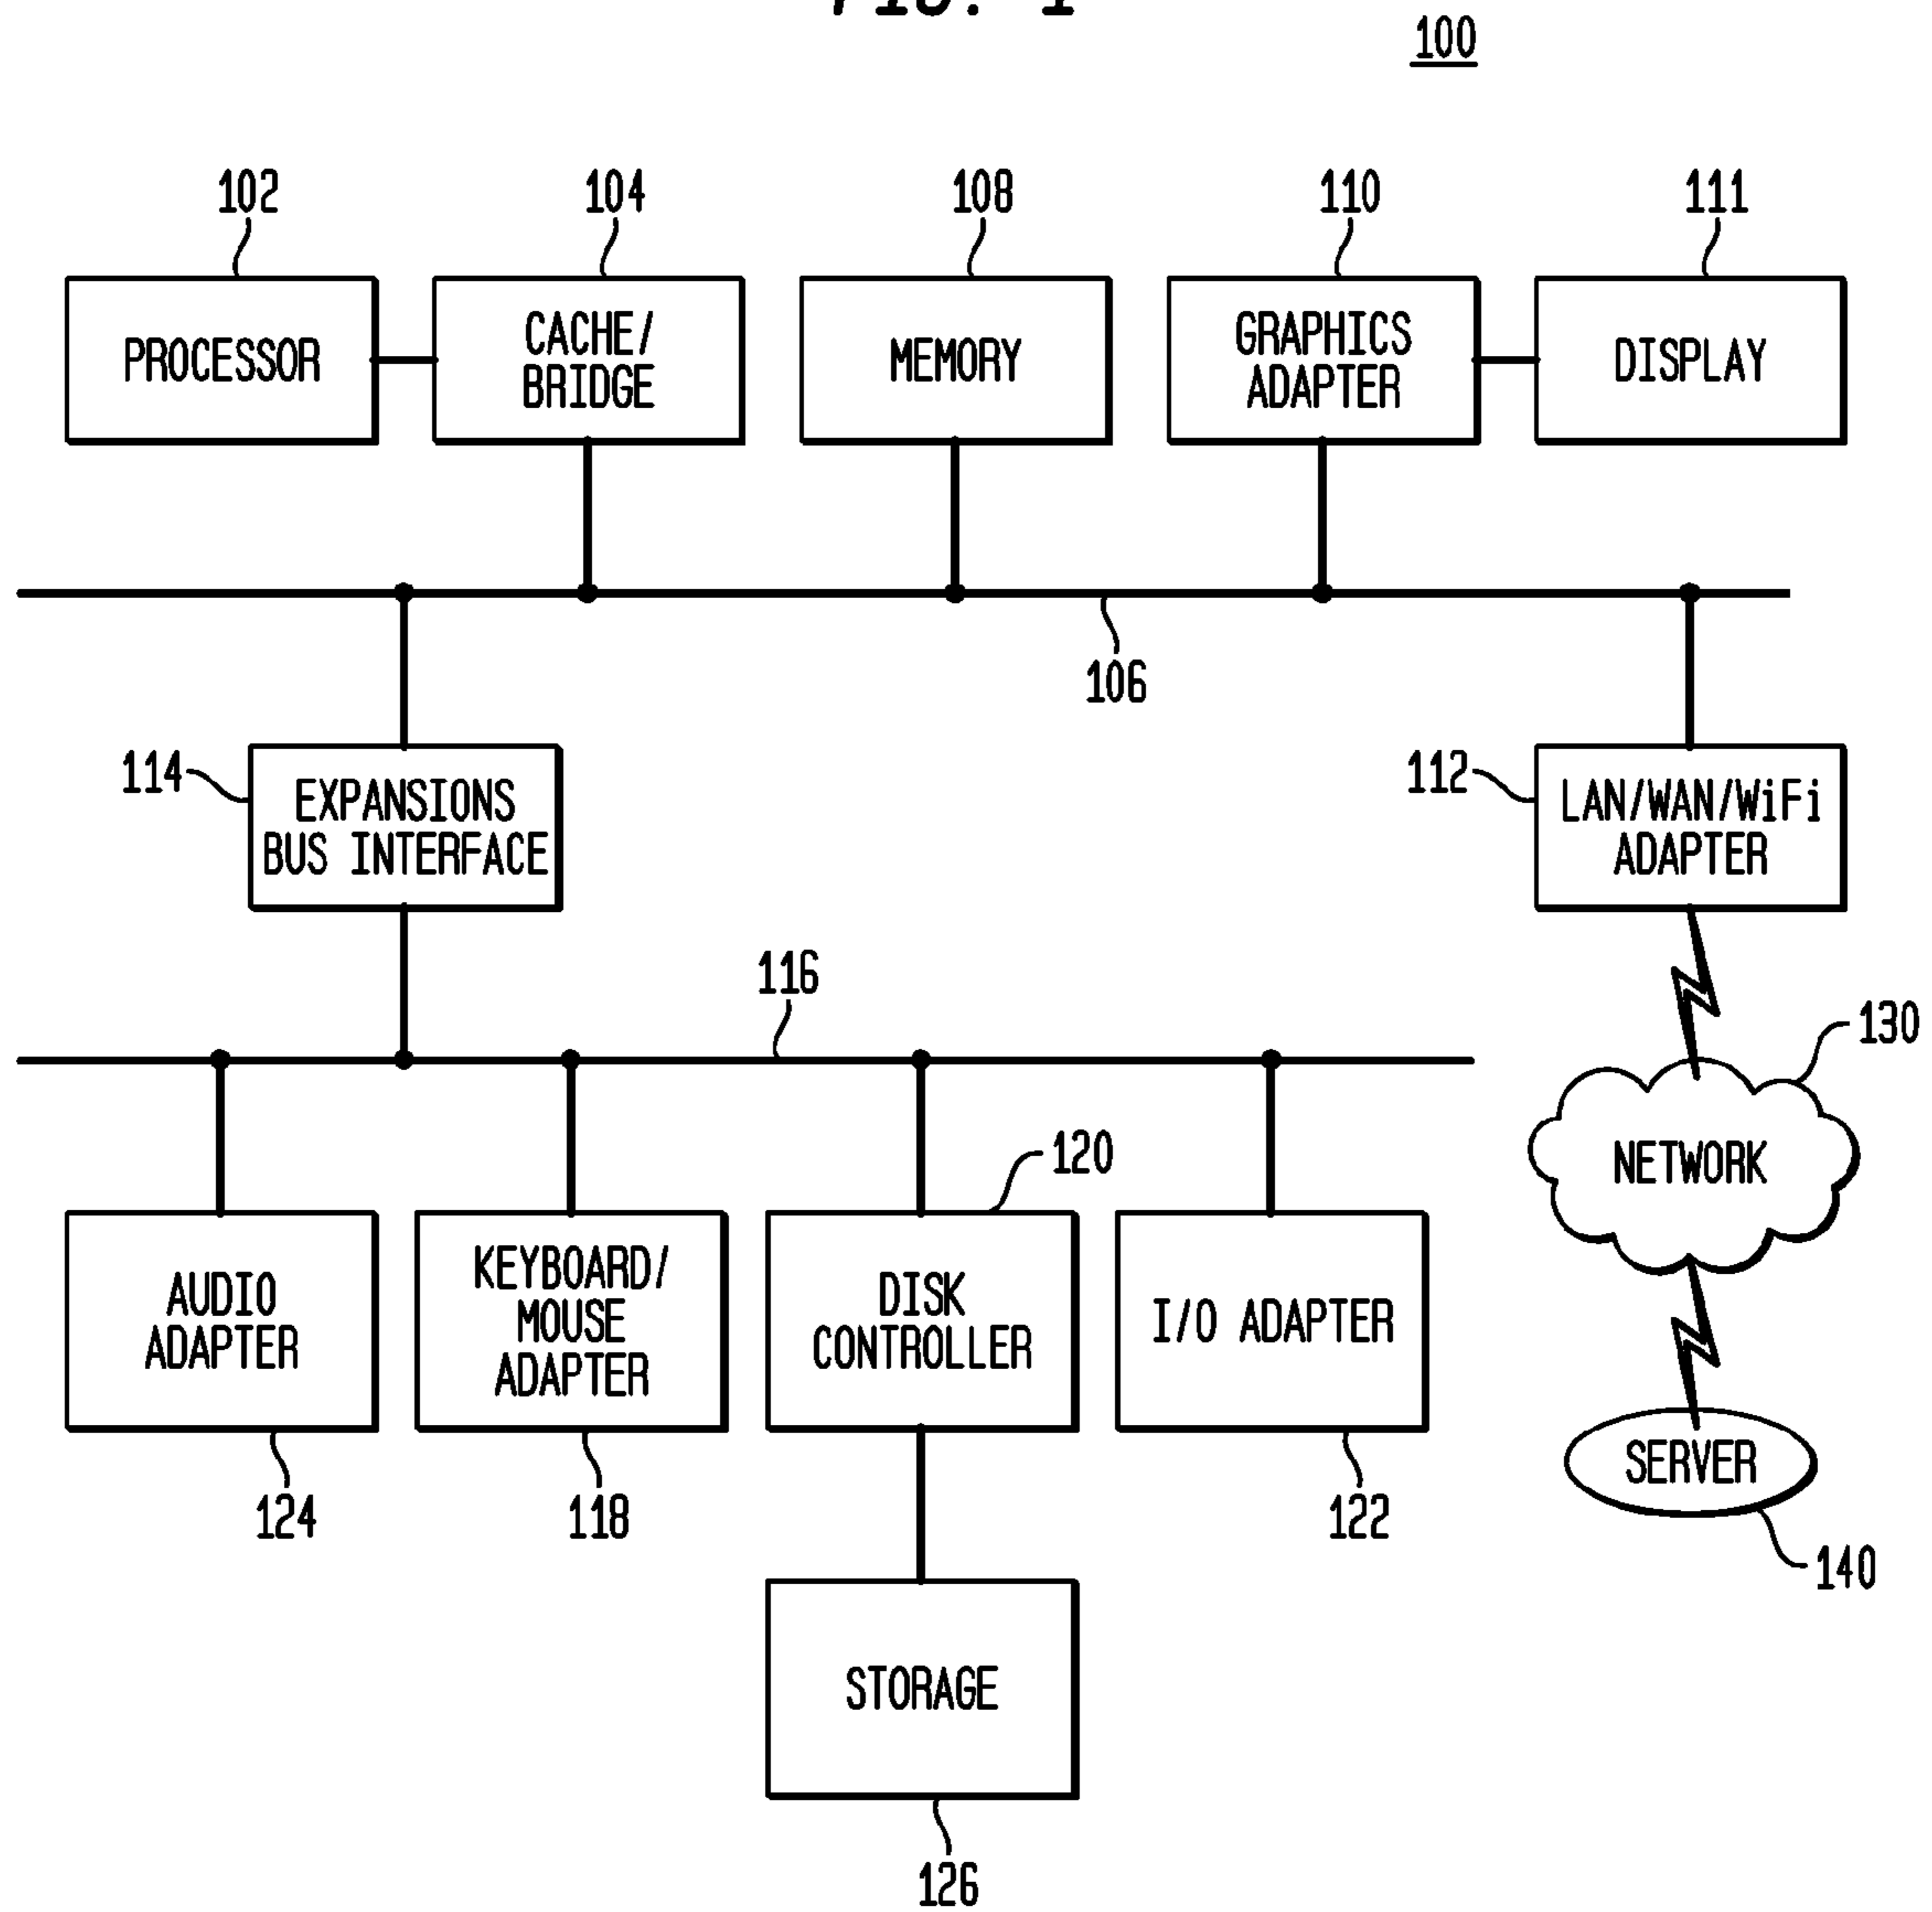 FIG. 1
100
102
104
108
110
111
PROCESSOR
CACHE/
BRIDGE
MEMORY
GRAPHICS
ADAPTER
DISPLAY
106
114
EXPANSIONS
BUS INTERFACE
112
LAN/WAN/WiFi
ADAPTER
116
130
NETWORK
120
AUDIO
ADAPTER
KEYBOARD/
MOUSE
ADAPTER
DISK
CONTROLLER
I/O ADAPTER
SERVER
124
118
122
140
STORAGE
126